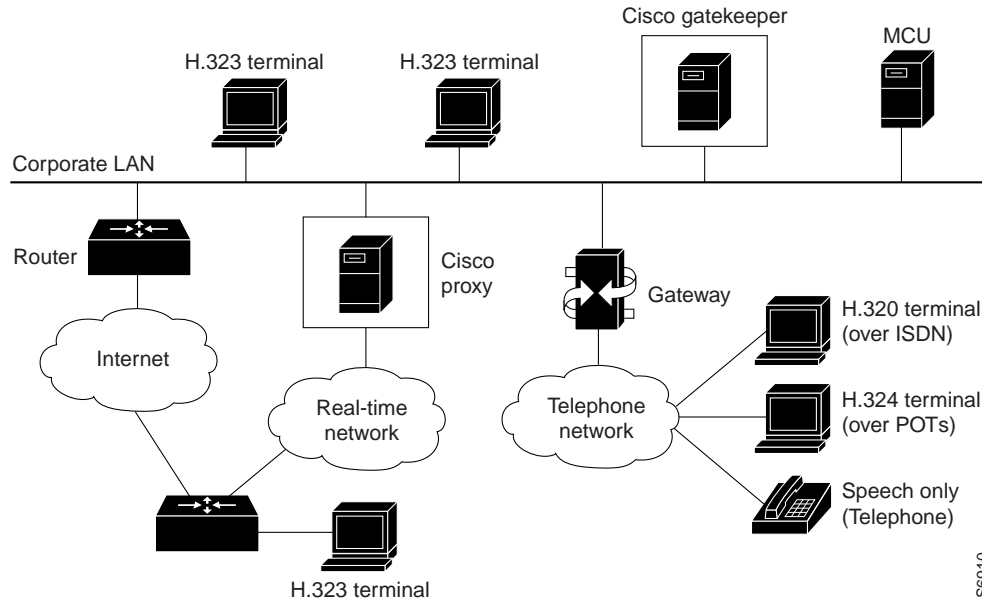 Cisco gatekeeper
MCU
H.323 terminal
H.323 terminal
Corporate LAN
Router
Cisco
proxy
Gateway
H.320 terminal
(over ISDN)
Internet
Real-time
network
Telephone
network
H.324 terminal
(over POTs)
Speech only
(Telephone)
H.323 terminal
S6910